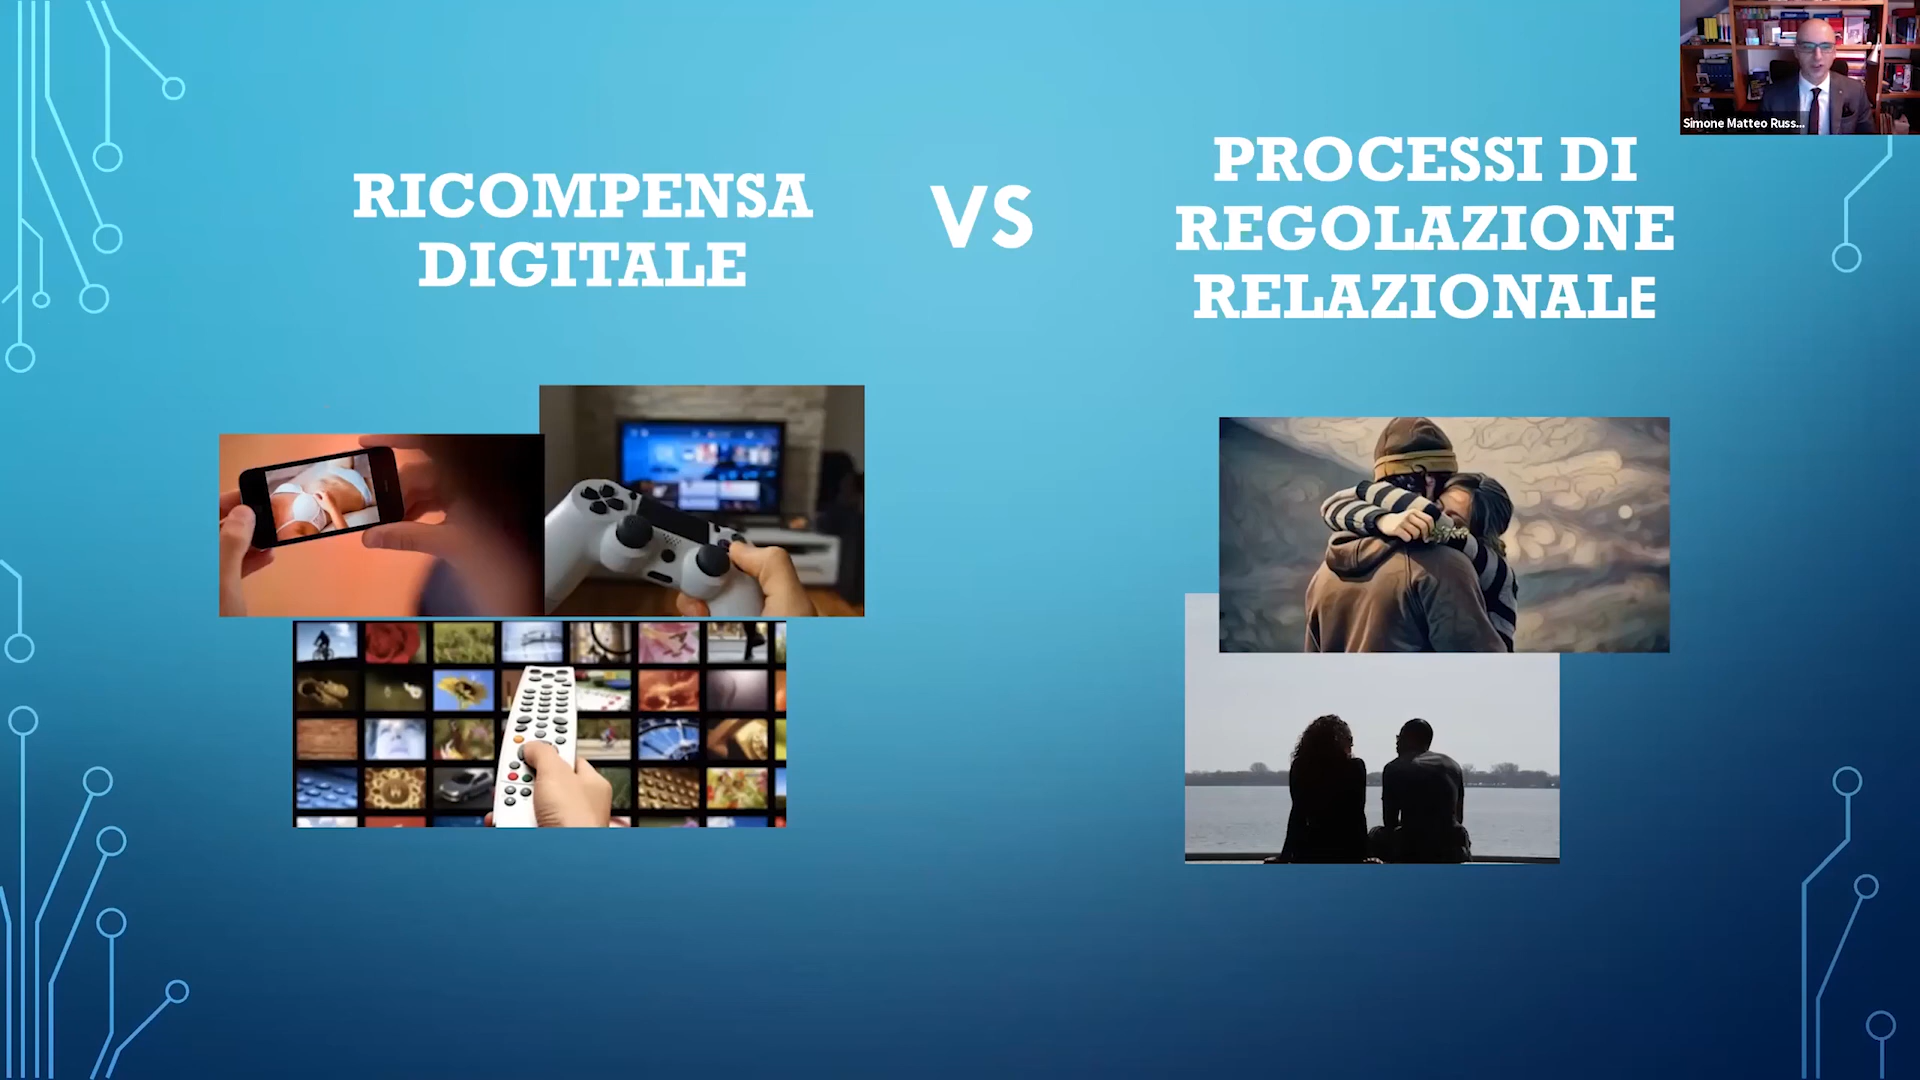 RICOMPENSA
DIGITALE
VS
PROCESSI DI
REGOLAZIONE
RELAZIONALE
Simone Matteo Russ...